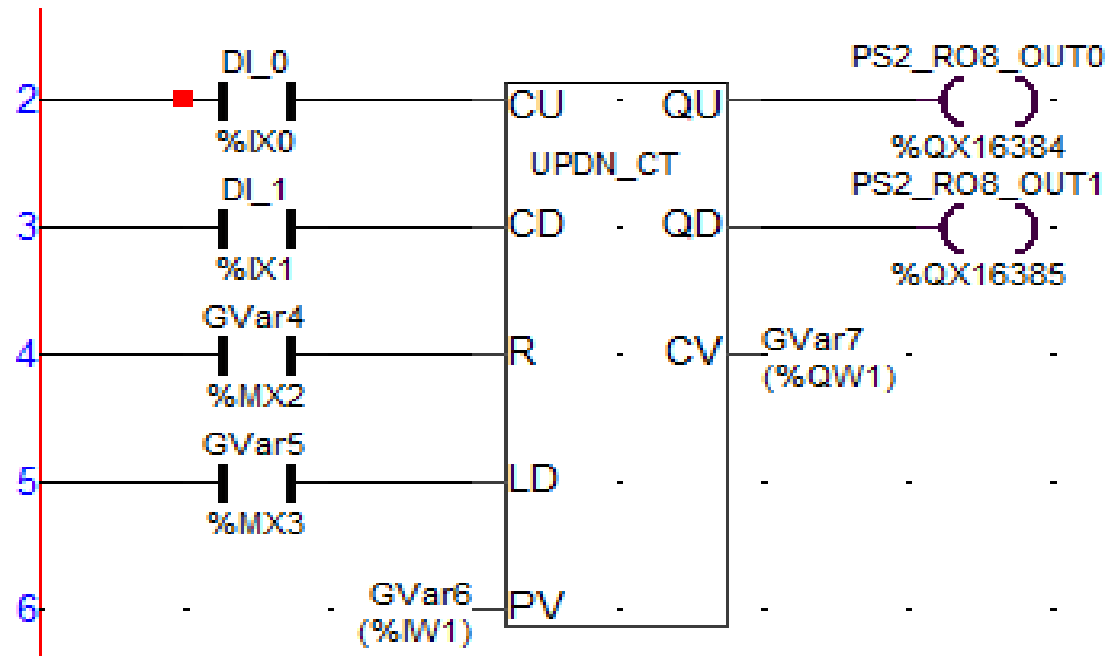 DI_0
PS2_RO8_OUT0
2
CU
QU
%IX0
%QX16384
UPDN_CT
DI_1
PS2_RO8_OUT1
3
CD
QD
%IX1
%QX16385
GVar4
4
R
CV
GVar7
(%QW1)
%MX2
GVar5
5
LD
%MX3
GVar6
6
PV
(%IW1)